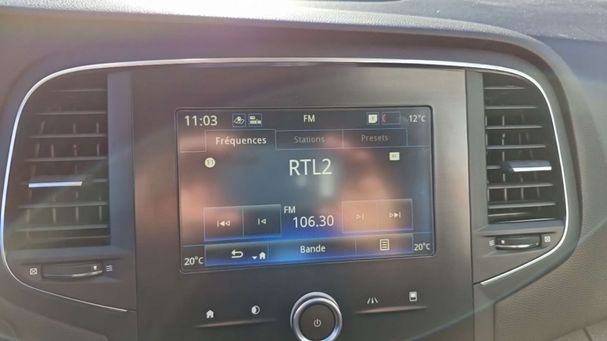 11:03 FM 12°C
Fréquences Stations Presets
RTL2
FM
106.30
Bande
20°C 20°C